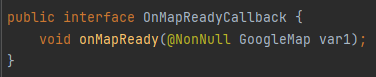 public interface OnMapReadyCallback {
    void onMapReady(@NonNull GoogleMap var1);
}